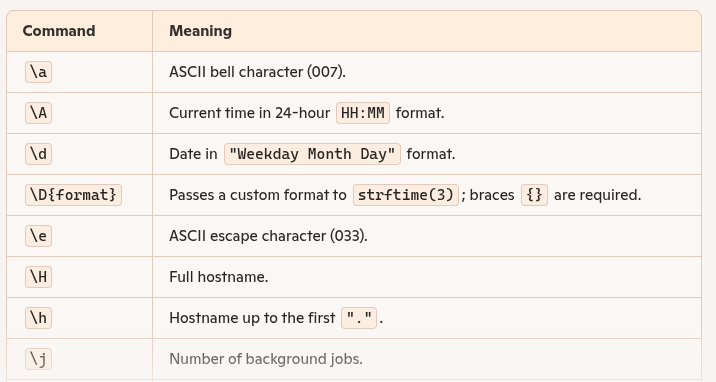 Command Meaning
\a ASCII bell character (007).
\A Current time in 24-hour HH:MM format.
\d Date in "Weekday Month Day" format.
\D{format} Passes a custom format to strftime(3); braces {} are required.
\e ASCII escape character (033).
\H Full hostname.
\h Hostname up to the first ".".
\j Number of background jobs.